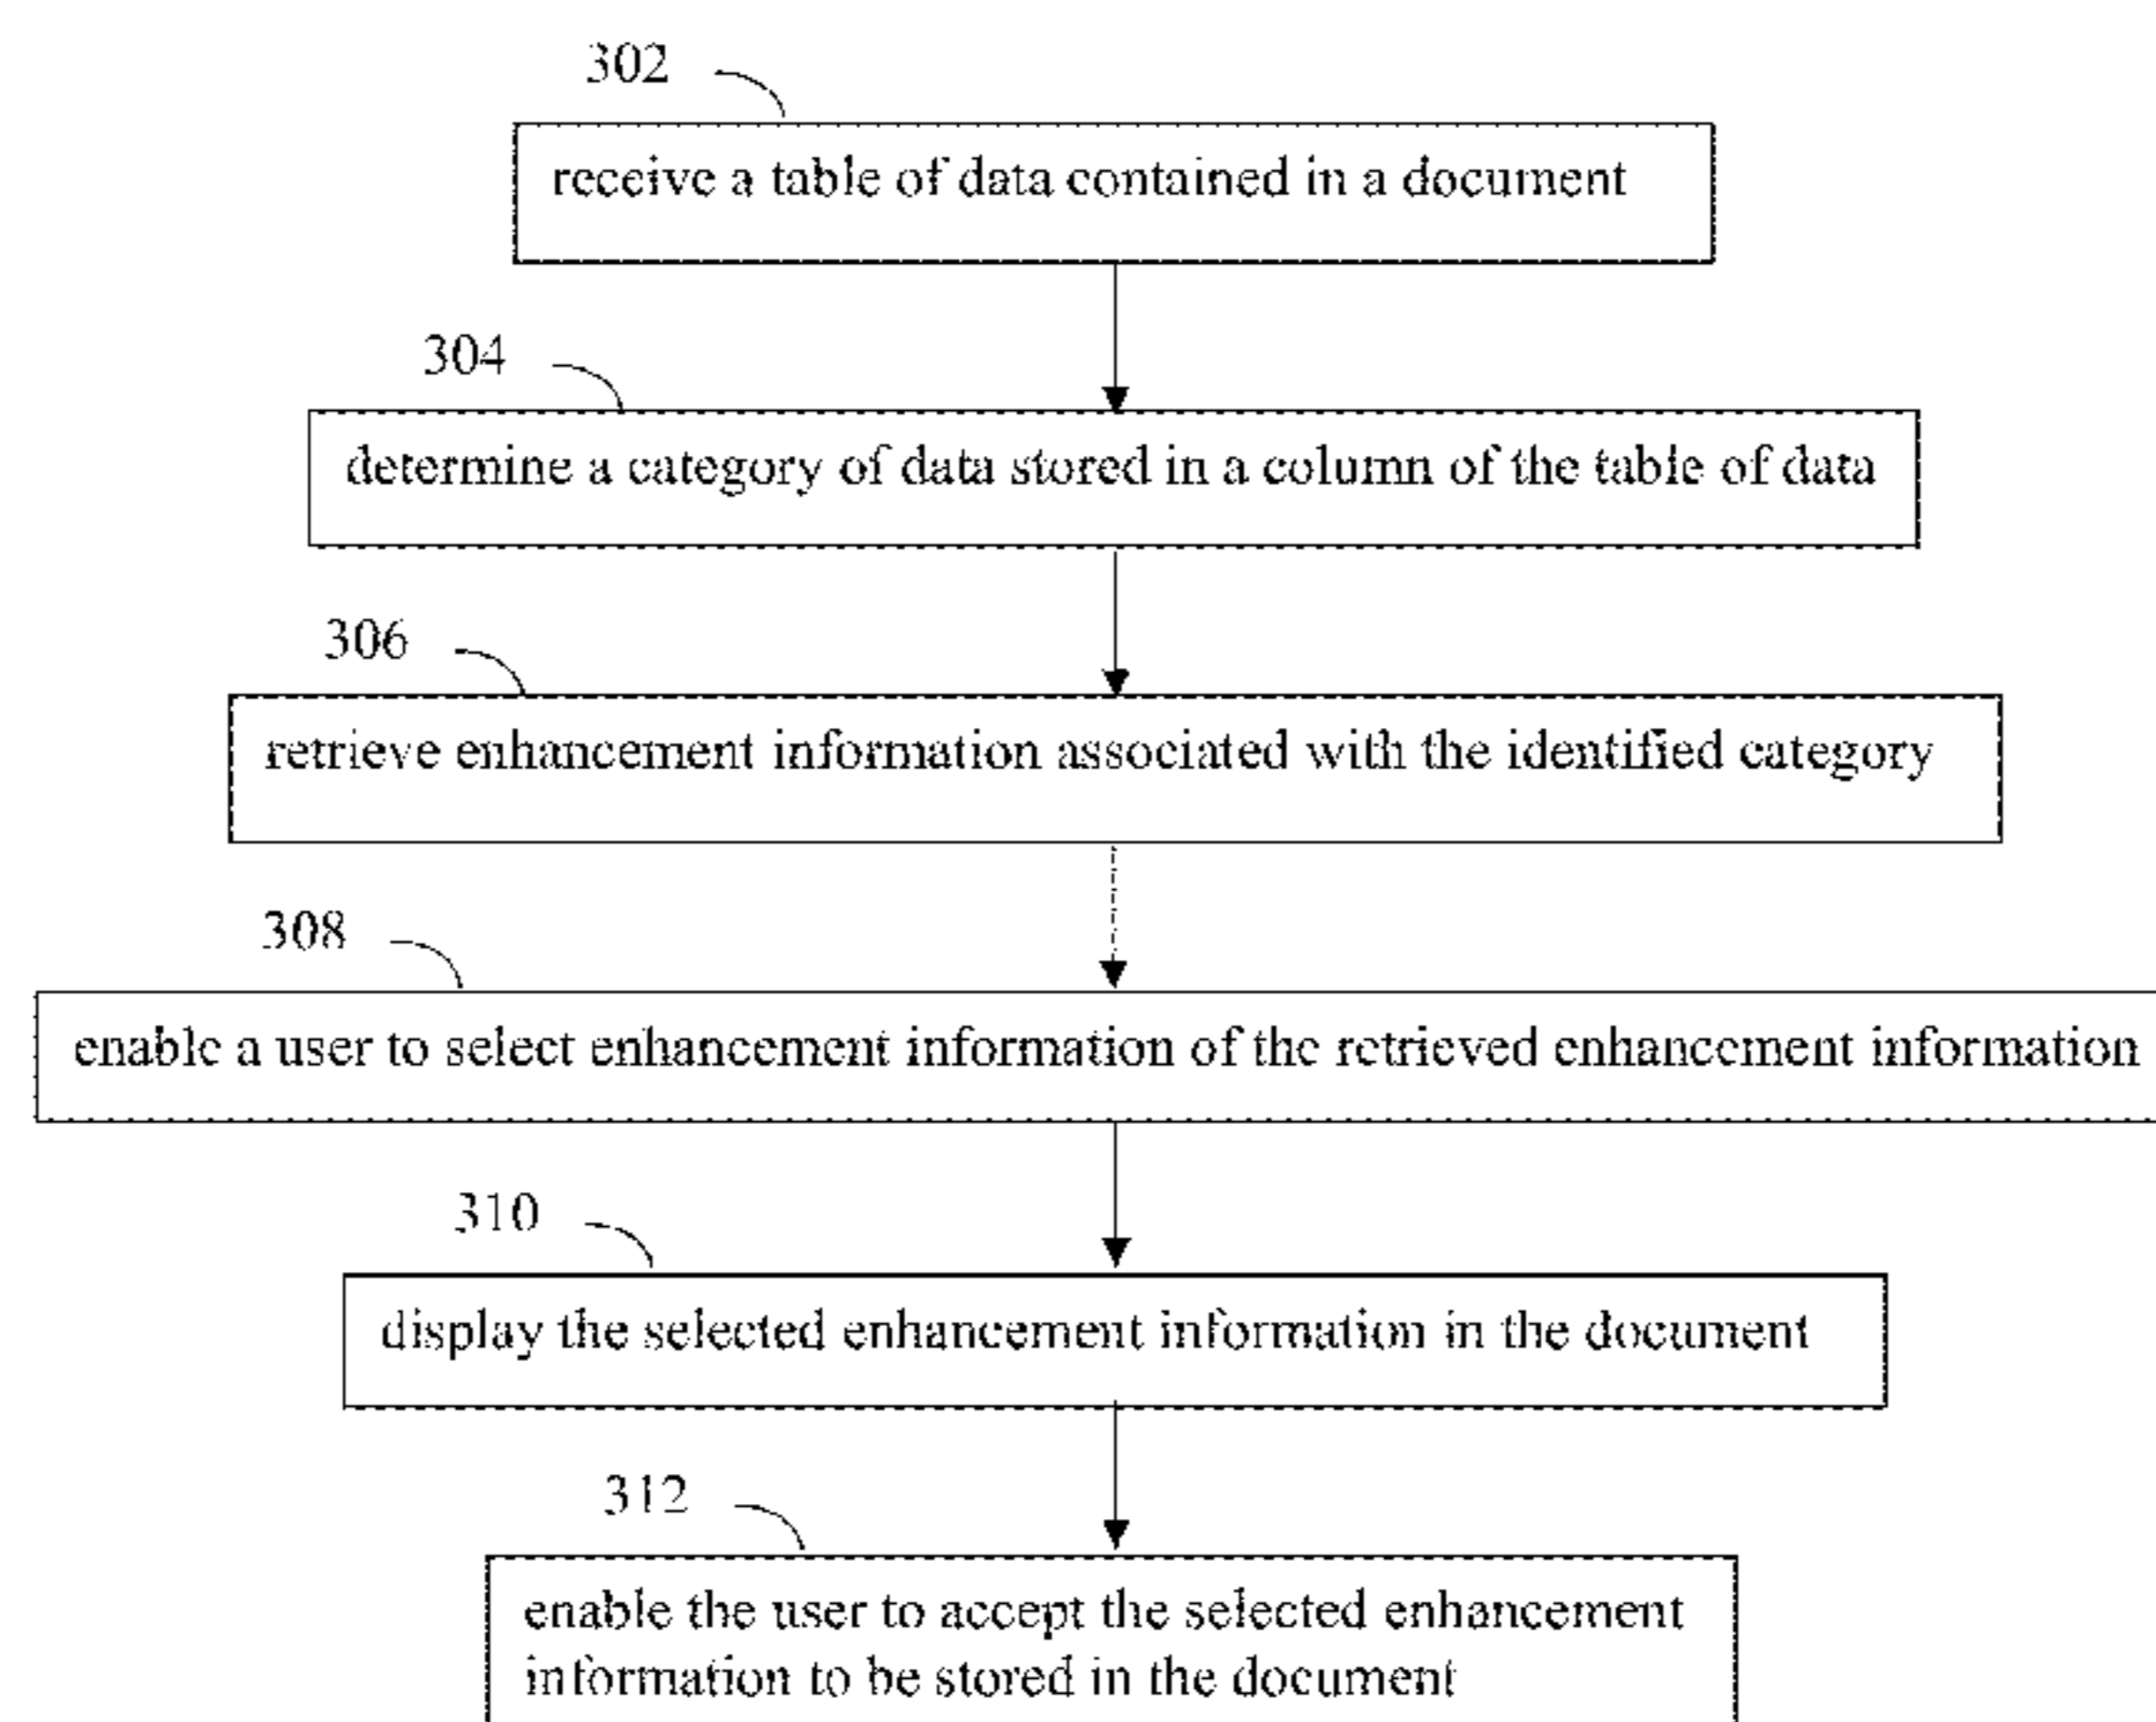 302
receive a table of data contained in a document
304
determine a category of data stored in a column of the table of data
306
retrieve enhancement information associated with the identified category
308
enable a user to select enhancement information of the retrieved enhancement information
310
display the selected enhancement information in the document
312
enable the user to accept the selected enhancement
information to be stored in the document